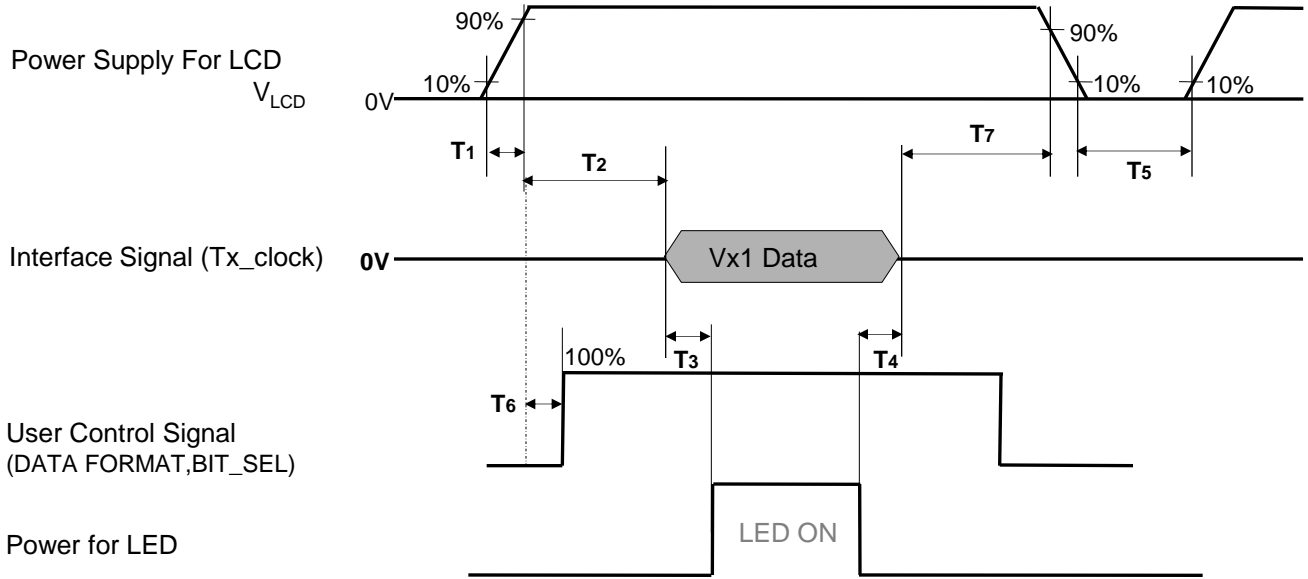 90%
90%
Power Supply For LCD
VLCD
10%
10%
10%
0V
T1
T2
T7
T5
Interface Signal (Tx_clock)
0V
Vx1 Data
100%
T3
T4
T6
User Control Signal
(DATA FORMAT,BIT_SEL)
LED ON
Power for LED